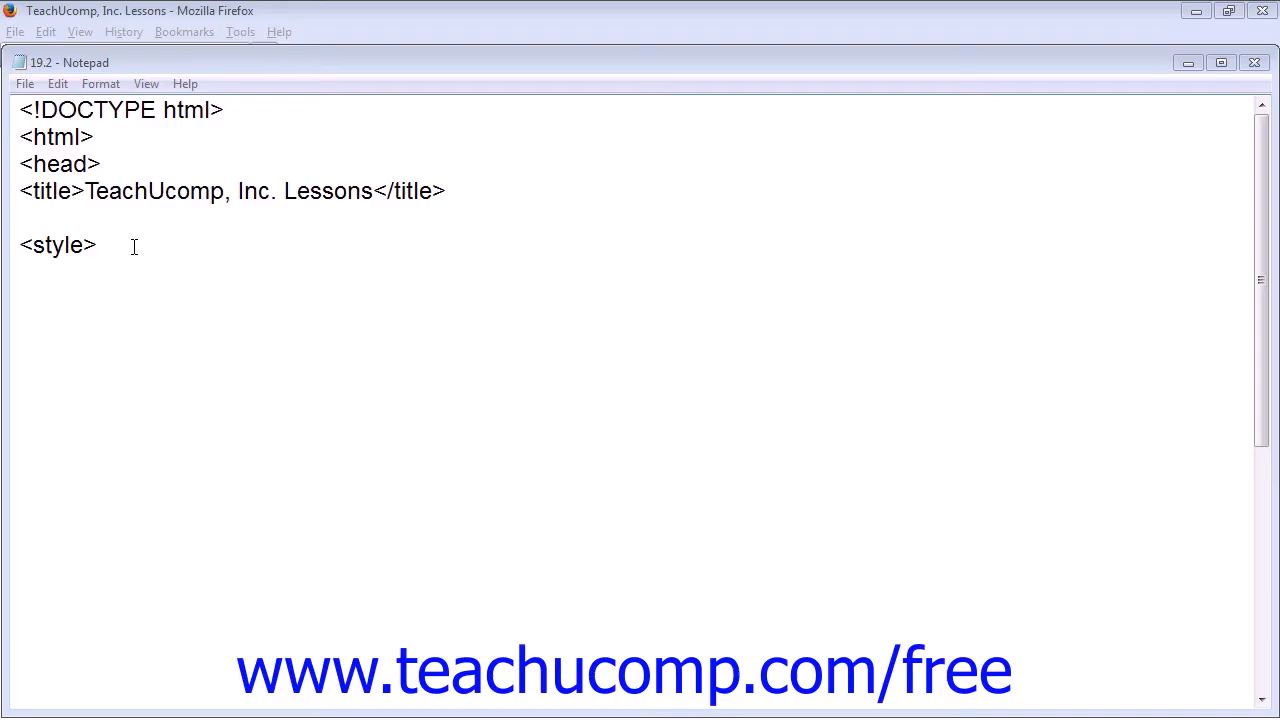 TeachUcomp, Inc. Lessons - Mozilla Firefox
File Edit View History Bookmarks Tools Help
19.2 - Notepad
File Edit Format View Help
<!DOCTYPE html>
<html>
<head>
<title>TeachUcomp, Inc. Lessons</title>
<style>
www.teachucomp.com/free